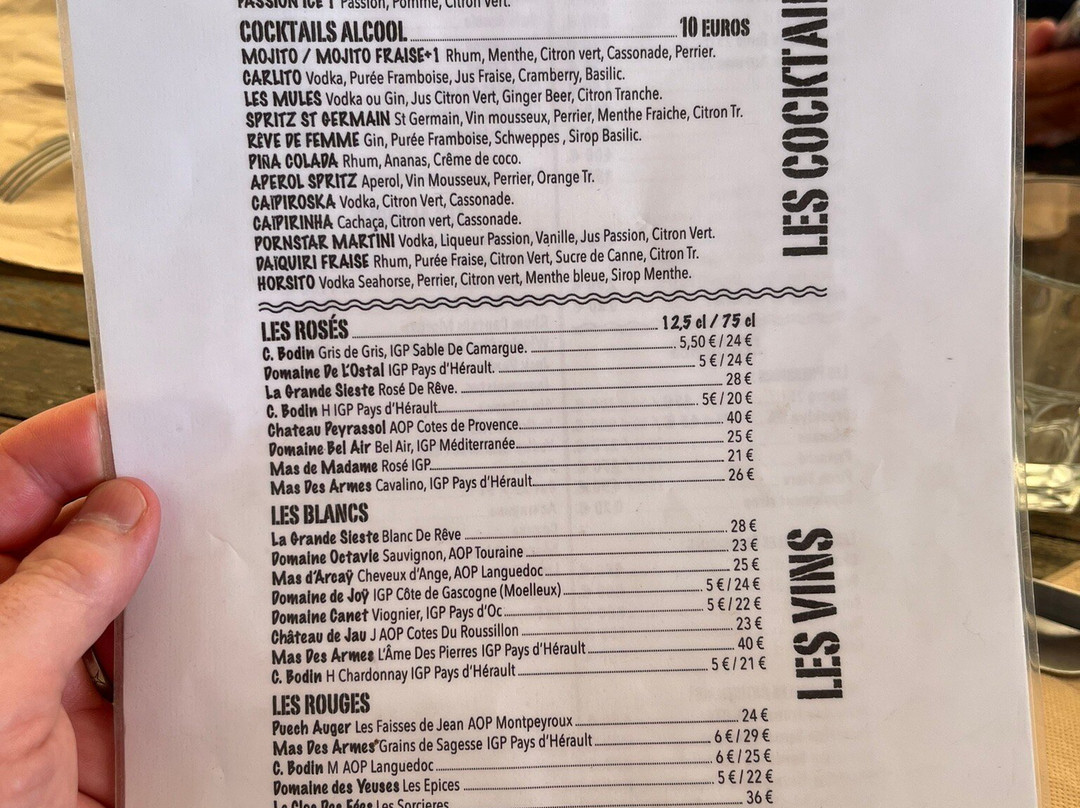 PASSION ICE T Passion, Pomme, Citron vert.
COCKTAILS ALCOOL 10 EUROS
MOJITO / MOJITO FRAISE+1 Rhum, Menthe, Citron vert, Cassonade, Perrier.
CARLITO Vodka, Purée Framboise, Jus Fraise, Cramberry, Basilic.
LES MULES Vodka ou Gin, Jus Citron Vert, Ginger Beer, Citron Tranche.
SPRITZ ST GERMAIN St Germain, Vin mousseux, Perrier, Menthe Fraiche, Citron Tr.
RÊVE DE FEMME Gin, Purée Framboise, Schweppes , Sirop Basilic.
PINA COLADA Rhum, Ananas, Crême de coco.
APEROL SPRITZ Aperol, Vin Mousseux, Perrier, Orange Tr.
CAIPIROSKA Vodka, Citron Vert, Cassonade.
CAIPIRINHA Cachaça, Citron vert, Cassonade.
PORNSTAR MARTINI Vodka, Liqueur Passion, Vanille, Jus Passion, Citron Vert.
DAÏQUIRI FRAISE Rhum, Purée Fraise, Citron Vert, Sucre de Canne, Citron Tr.
HORSITO Vodka Seahorse, Perrier, Citron vert, Menthe bleue, Sirop Menthe.
LES COCKTAI
LES ROSÉS 12,5 cl / 75 cl
C. Bodin Gris de Gris, IGP Sable De Camargue. 5,50 € / 24 €
Domaine De L'Ostal IGP Pays d'Hérault. 5 € / 24 €
La Grande Sieste Rosé De Rêve. 28 €
C. Bodin H IGP Pays d'Hérault 5€ / 20 €
Chateau Peyrassol AOP Cotes de Provence 40 €
Domaine Bel Air Bel Air, IGP Méditerranée 25 €
Mas de Madame Rosé IGP 21 €
Mas Des Armes Cavalino, IGP Pays d'Hérault 26 €
LES BLANCS
La Grande Sieste Blanc De Rêve 28 €
Domaine Octavie Sauvignon, AOP Touraine 23 €
Mas d'Arcaÿ Cheveux d'Ange, AOP Languedoc 25 €
Domaine de Joÿ IGP Côte de Gascogne (Moelleux) 5 € / 24 €
Domaine Canet Viognier, IGP Pays d'Oc 5 € / 22 €
Château de Jau J AOP Cotes Du Roussillon 23 €
Mas Des Armes L'Âme Des Pierres IGP Pays d'Hérault 40 €
C. Bodin H Chardonnay IGP Pays d'Hérault 5 € / 21 €
LES VINS
LES ROUGES
Puech Auger Les Faisses de Jean AOP Montpeyroux 24 €
Mas Des Armes Grains de Sagesse IGP Pays d'Hérault 6 € / 29 €
C. Bodin M AOP Languedoc 6 € / 25 €
Domaine des Yeuses Les Epices 5 € / 22 €
Le Clos Des Fées Les Sorcieres 36 €